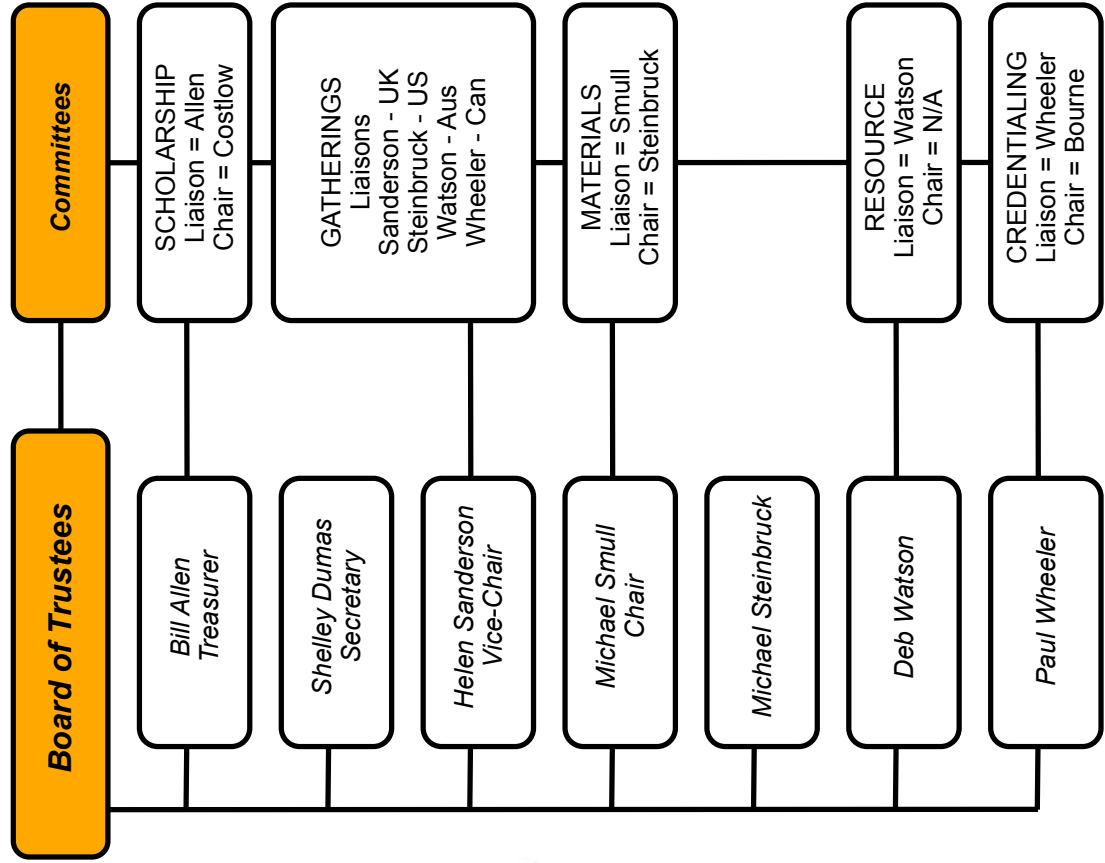 Board of Trustees
Bill Allen
Treasurer
Shelley Dumas
Secretary
Helen Sanderson
Vice-Chair
Michael Smull
Chair
Michael Steinbruck
Deb Watson
Paul Wheeler
Committees
SCHOLARSHIP
Liaison = Allen
Chair = Costlow
GATHERINGS
Liaisons
Sanderson - UK
Steinbruck - US
Watson - Aus
Wheeler - Can
MATERIALS
Liaison = Smull
Chair = Steinbruck
RESOURCE
Liaison = Watson
Chair = N/A
CREDENTIALING
Liaison = Wheeler
Chair = Bourne